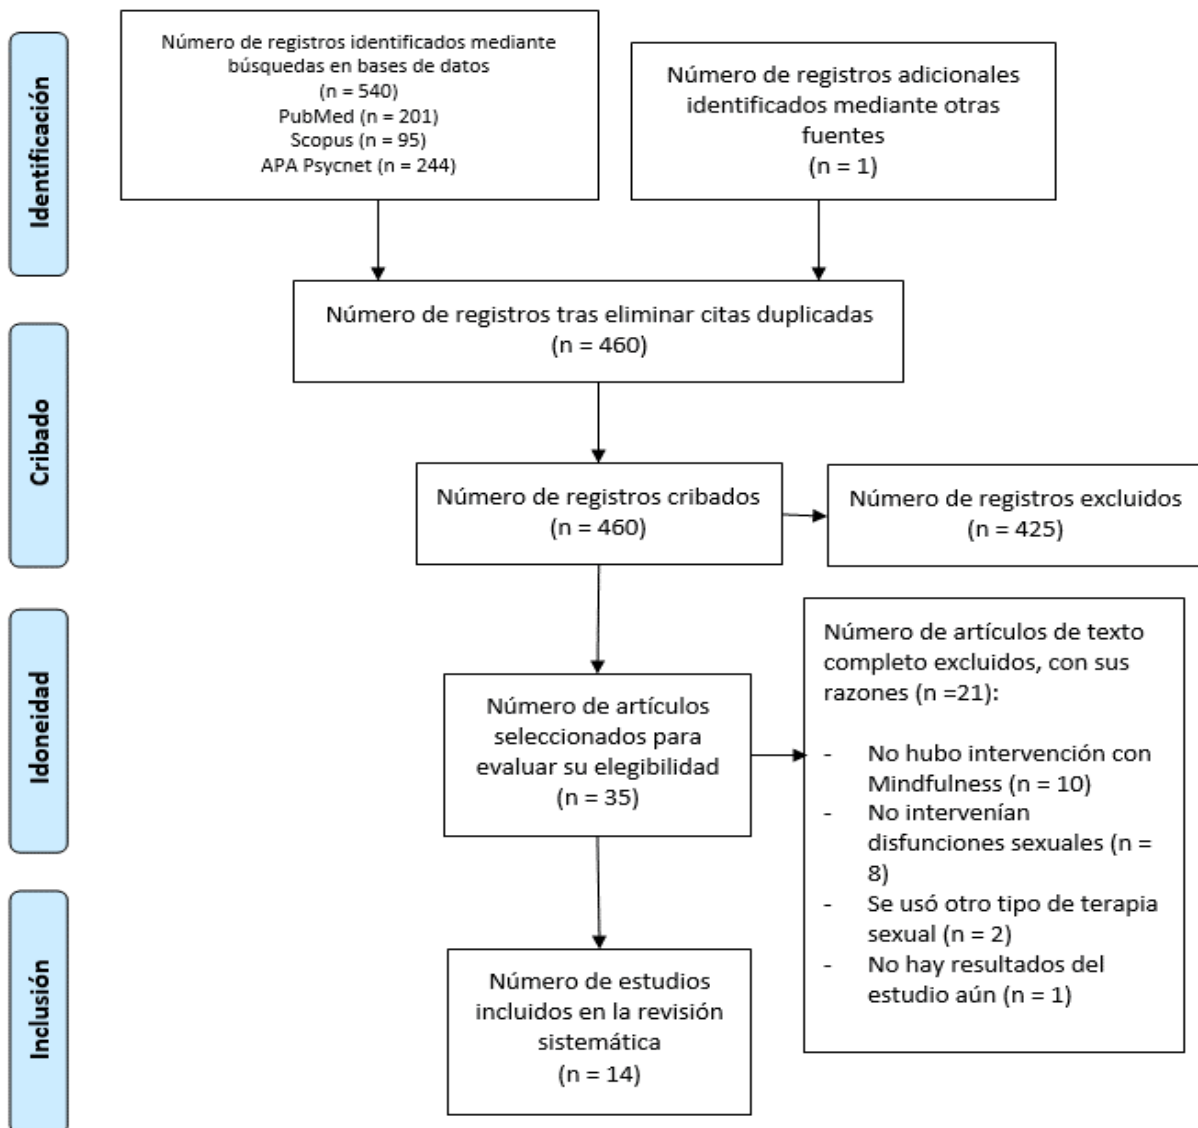 Identificación
Número de registros identificados mediante
búsquedas en bases de datos
(n = 540)
PubMed (n = 201)
Scopus (n = 95)
APA Psycnet (n = 244)
Número de registros adicionales
identificados mediante otras
fuentes
(n = 1)
Número de registros tras eliminar citas duplicadas
(n = 460)
Cribado
Número de registros cribados
(n = 460)
Número de registros excluidos
(n = 425)
Idoneidad
Número de artículos
seleccionados para
evaluar su elegibilidad
(n = 35)
Número de artículos de texto
completo excluidos, con sus
razones (n =21):
- No hubo intervención con
Mindfulness (n = 10)
- No intervenían
disfunciones sexuales (n =
8)
- Se usó otro tipo de terapia
sexual (n = 2)
- No hay resultados del
estudio aún (n = 1)
Inclusión
Número de estudios
incluidos en la revisión
sistemática
(n = 14)